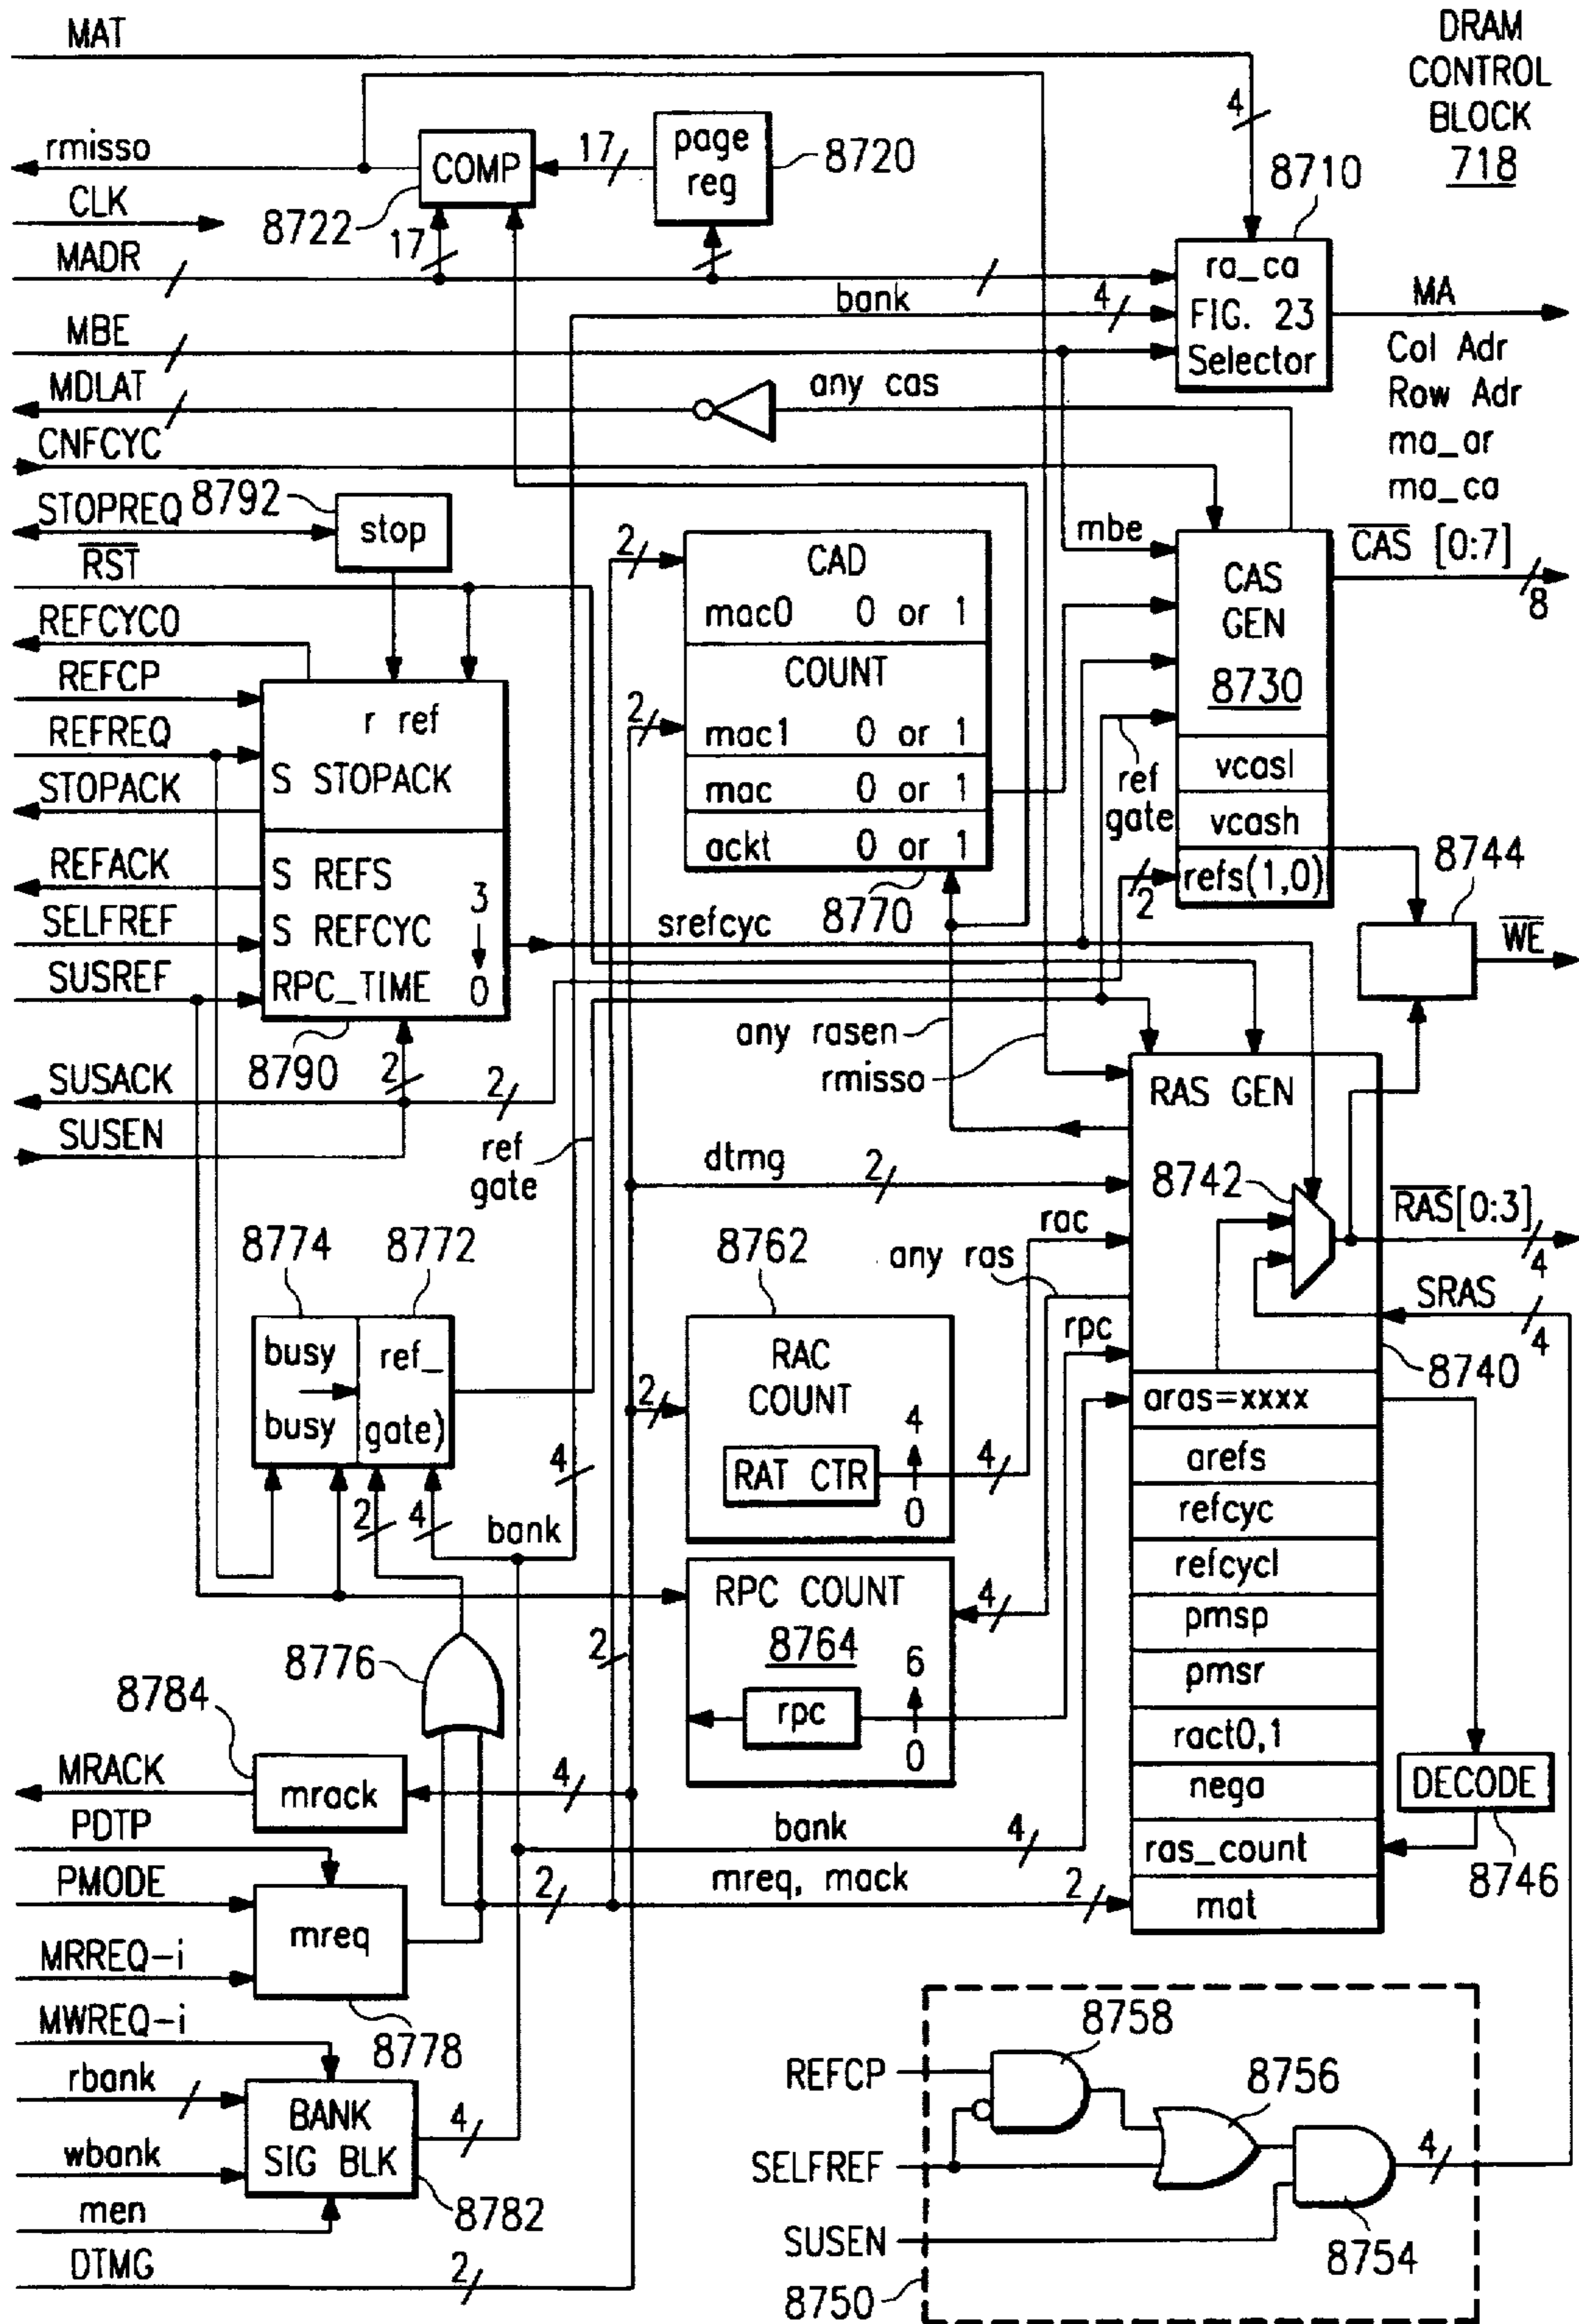 MAT
DRAM
CONTROL
BLOCK
718
rmisso
COMP
8722
17
17
page
reg
8720
4
8710
CLK
MADR
ra_ca
FIG. 23
Selector
bank
4
MA
Col Adr
Row Adr
ma_ar
ma_ca
MBE
MDLAT
any cas
CNFCYC
STOPREQ
8792
stop
RST
REFCYCO
REFCP
REFREQ
STOPACK
REFACK
SELFREF
SUSREF
r ref
S STOPACK
S REFS
S REFCYC
RPC_TIME
3
0
8790
2
SUSACK
2
SUSEN
2
CAD
mac0 0 or 1
COUNT
2
mac1 0 or 1
mac 0 or 1
ackt 0 or 1
8770
mbe
CAS
GEN
8730
vcasl
vcash
refs(1,0)
2
ref
gate
CAS [0:7]
8
8744
WE
srefcyc
any rasen
rmisso
ref
gate
dtmg
2
RAS GEN
8742
RAS[0:3]
4
SRAS
4
8740
rac
any ras
rpc
8774
8772
busy
busy
ref_
gate)
2
4
bank
4
8762
RAC
COUNT
2
RAT CTR
4
0
4
RPC COUNT
8764
4
rpc
6
0
2
aras=xxxx
arefs
refcyc
refcycl
pmsp
pmsr
ract0,1
nega
ras_count
mat
DECODE
8746
8776
8784
MRACK
mrack
4
PDTP
PMODE
MRREQ-i
mreq
8778
bank
4
2
mreq, mack
2
MWREQ-i
rbank
wbank
men
BANK
SIG BLK
8782
4
DTMG
2
REFCP
SELFREF
SUSEN
8750
8758
8756
8754
4